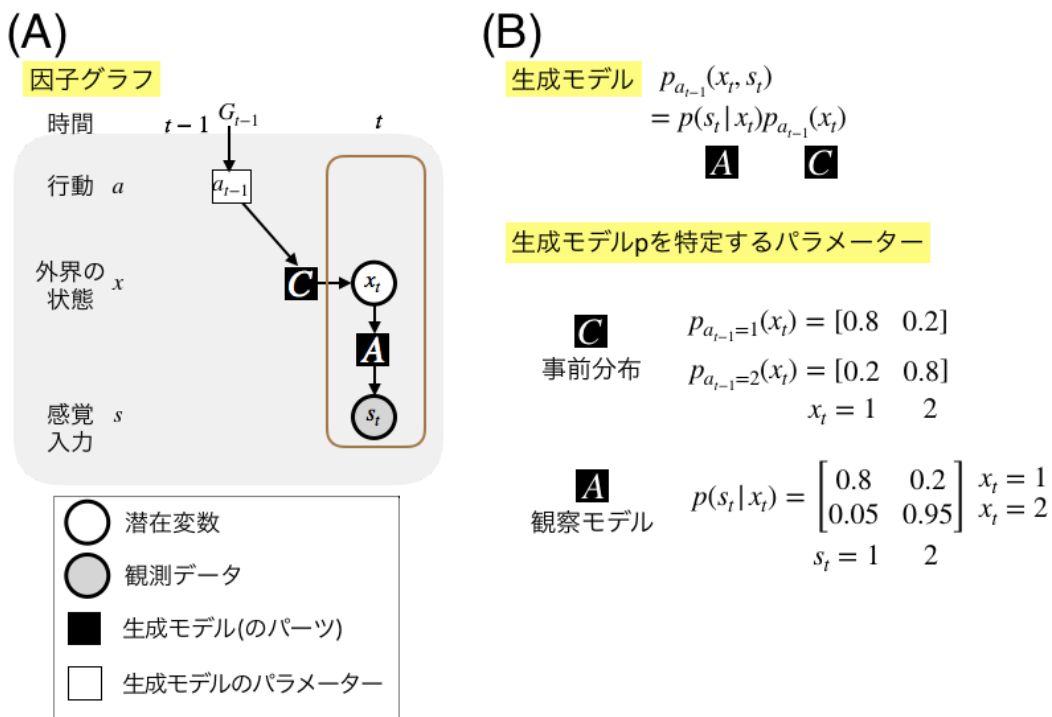 (A)
因子グラフ
時間 t − 1 G_{t−1} t
行動 a a_{t−1}
外界の
状態 x C x_t
A
感覚
入力 s s_t
潜在変数
観測データ
生成モデル(のパーツ)
生成モデルのパラメーター
(B)
生成モデル p_{a_{t−1}}(x_t, s_t)
= p(s_t | x_t)p_{a_{t−1}}(x_t)
A C
生成モデルpを特定するパラメーター
C
事前分布
p_{a_{t−1}=1}(x_t) = [0.8 0.2]
p_{a_{t−1}=2}(x_t) = [0.2 0.8]
x_t = 1 2
A
観察モデル
p(s_t | x_t) =
[0.8 0.2 x_t = 1
0.05 0.95] x_t = 2
s_t = 1 2